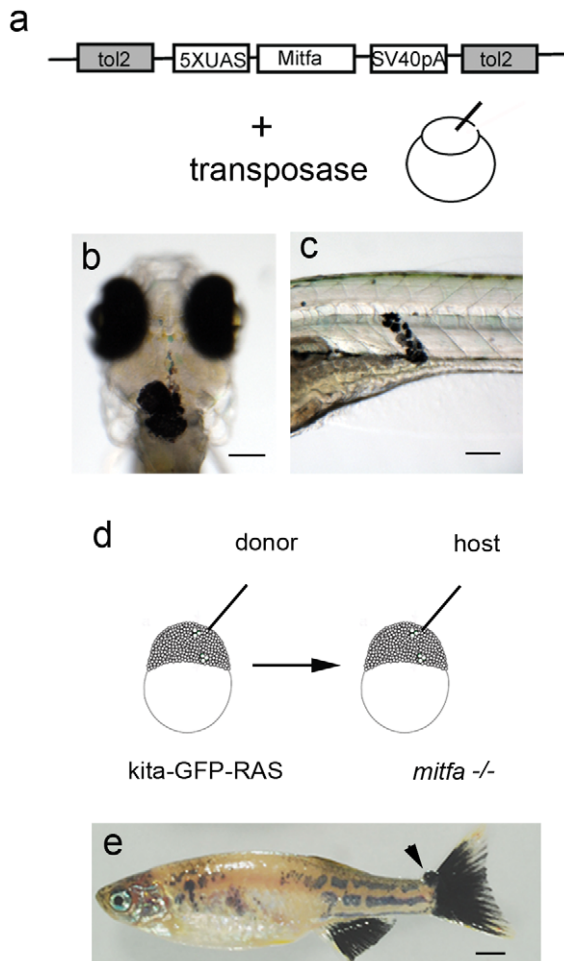 a
tol2 5XUAS Mitfa SV40pA tol2
+
transposase
b
c
d
donor host
kita-GFP-RAS mitfa -/-
e